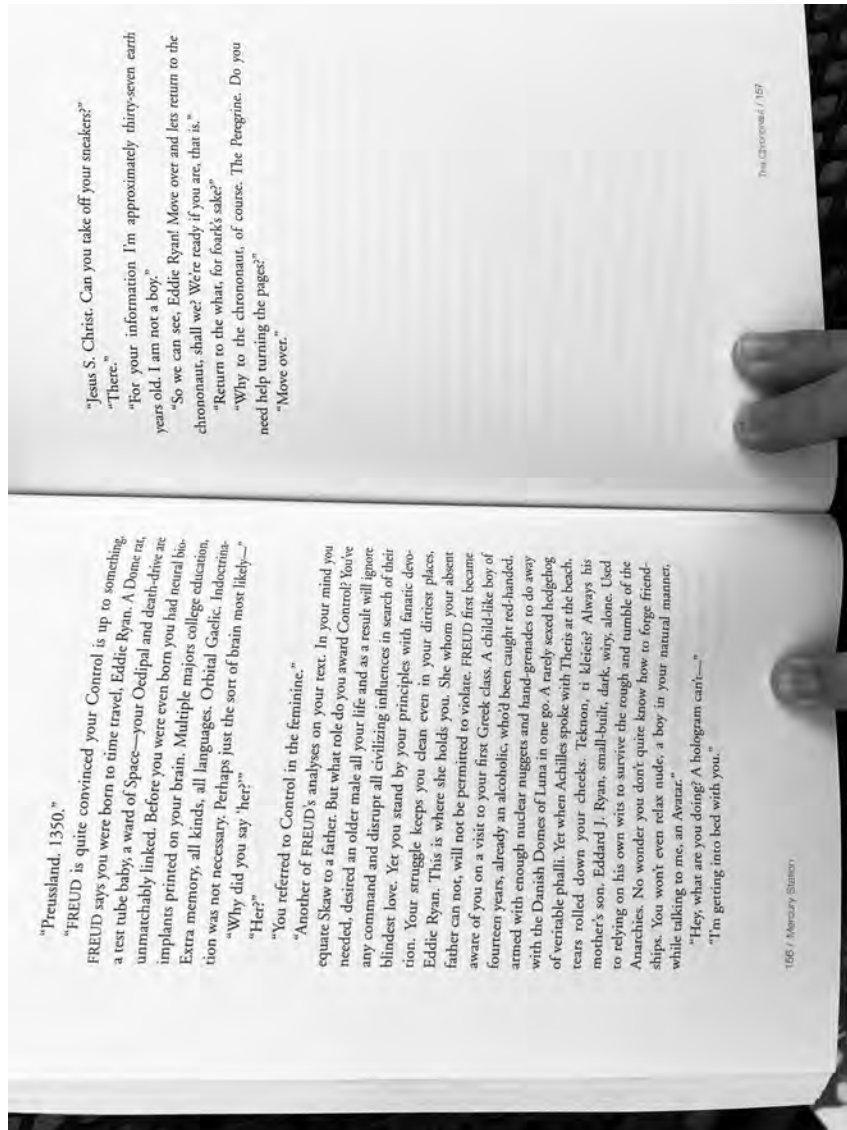 "Preussland. 1350."
"FREUD is quite convinced your Control is up to something.
FREUD says you were born to time travel, Eddie Ryan. A Dome rat,
a test tube baby, a ward of Space—your Oedipal and death-drive are
unmatchably linked. Before you were even born you had neural bio-
implants printed on your brain. Multiple majors college education,
Extra memory, all kinds, all languages. Orbital Gaelic. Indoctrina-
tion was not necessary. Perhaps just the sort of brain most likely—"
"Why did you say 'her?'"
"Her?"
"You referred to Control in the feminine."
"Another of FREUD's analyses on your text. In your mind you
equate Skaw to a father. But what role do you award Control? You've
needed, desired an older male all your life and as a result will ignore
any command and disrupt all civilizing influences in search of their
blindest love. Yet you stand by your principles with fanatic devo-
tion. Your struggle keeps you clean even in your dirtiest places,
Eddie Ryan. This is where she holds you. She whom your absent
father can not, will not be permitted to violate. FREUD first became
aware of you on a visit to your first Greek class. A child-like boy of
fourteen years, already an alcoholic, who'd been caught red-handed,
armed with enough nuclear nuggets and hand-grenades to do away
with the Danish Domes of Luna in one go. A rarely sexed hedgehog
of veritable phalli. Yet when Achilles spoke with Thetis at the beach,
tears rolled down your cheeks. Teknon, ti kleieis? Always his
mother's son. Eddard J. Ryan, small-built, dark, wiry, alone. Used
to relying on his own wits to survive the rough and tumble of the
Anarchies. No wonder you don't quite know how to forge friend-
ships. You won't even relax nude, a boy in your natural manner,
while talking to me, an Avatar."
"Hey, what are you doing? A hologram can't—"
"I'm getting into bed with you."
156 / Mercury Station
"Jesus S. Christ. Can you take off your sneakers?"
"There."
"For your information I'm approximately thirty-seven earth
years old. I am not a boy."
"So we can see, Eddie Ryan! Move over and lets return to the
chrononaut, shall we? We're ready if you are, that is."
"Return to the what, for foark's sake?"
"Why to the chrononaut, of course. The Peregrine. Do you
need help turning the pages?"
"Move over."
The Chrononaut / 157